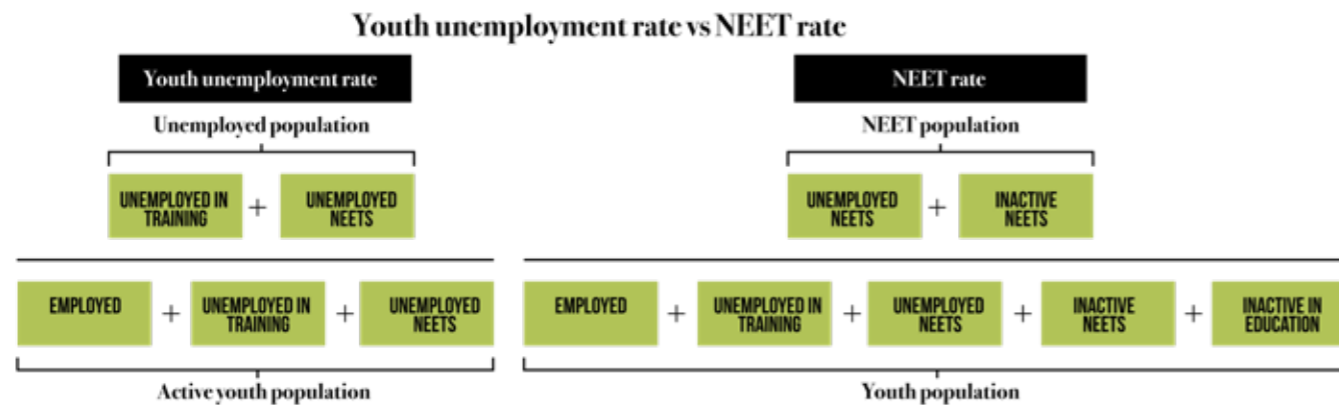 Youth unemployment rate vs NEET rate
Youth unemployment rate
Unemployed population
UNEMPLOYED IN
TRAINING
+
UNEMPLOYED
NEETS
EMPLOYED
+
UNEMPLOYED IN
TRAINING
+
UNEMPLOYED
NEETS
Active youth population
NEET rate
NEET population
UNEMPLOYED
NEETS
+
INACTIVE
NEETS
EMPLOYED
+
UNEMPLOYED IN
TRAINING
+
UNEMPLOYED
NEETS
+
INACTIVE
NEETS
+
INACTIVE IN
EDUCATION
Youth population